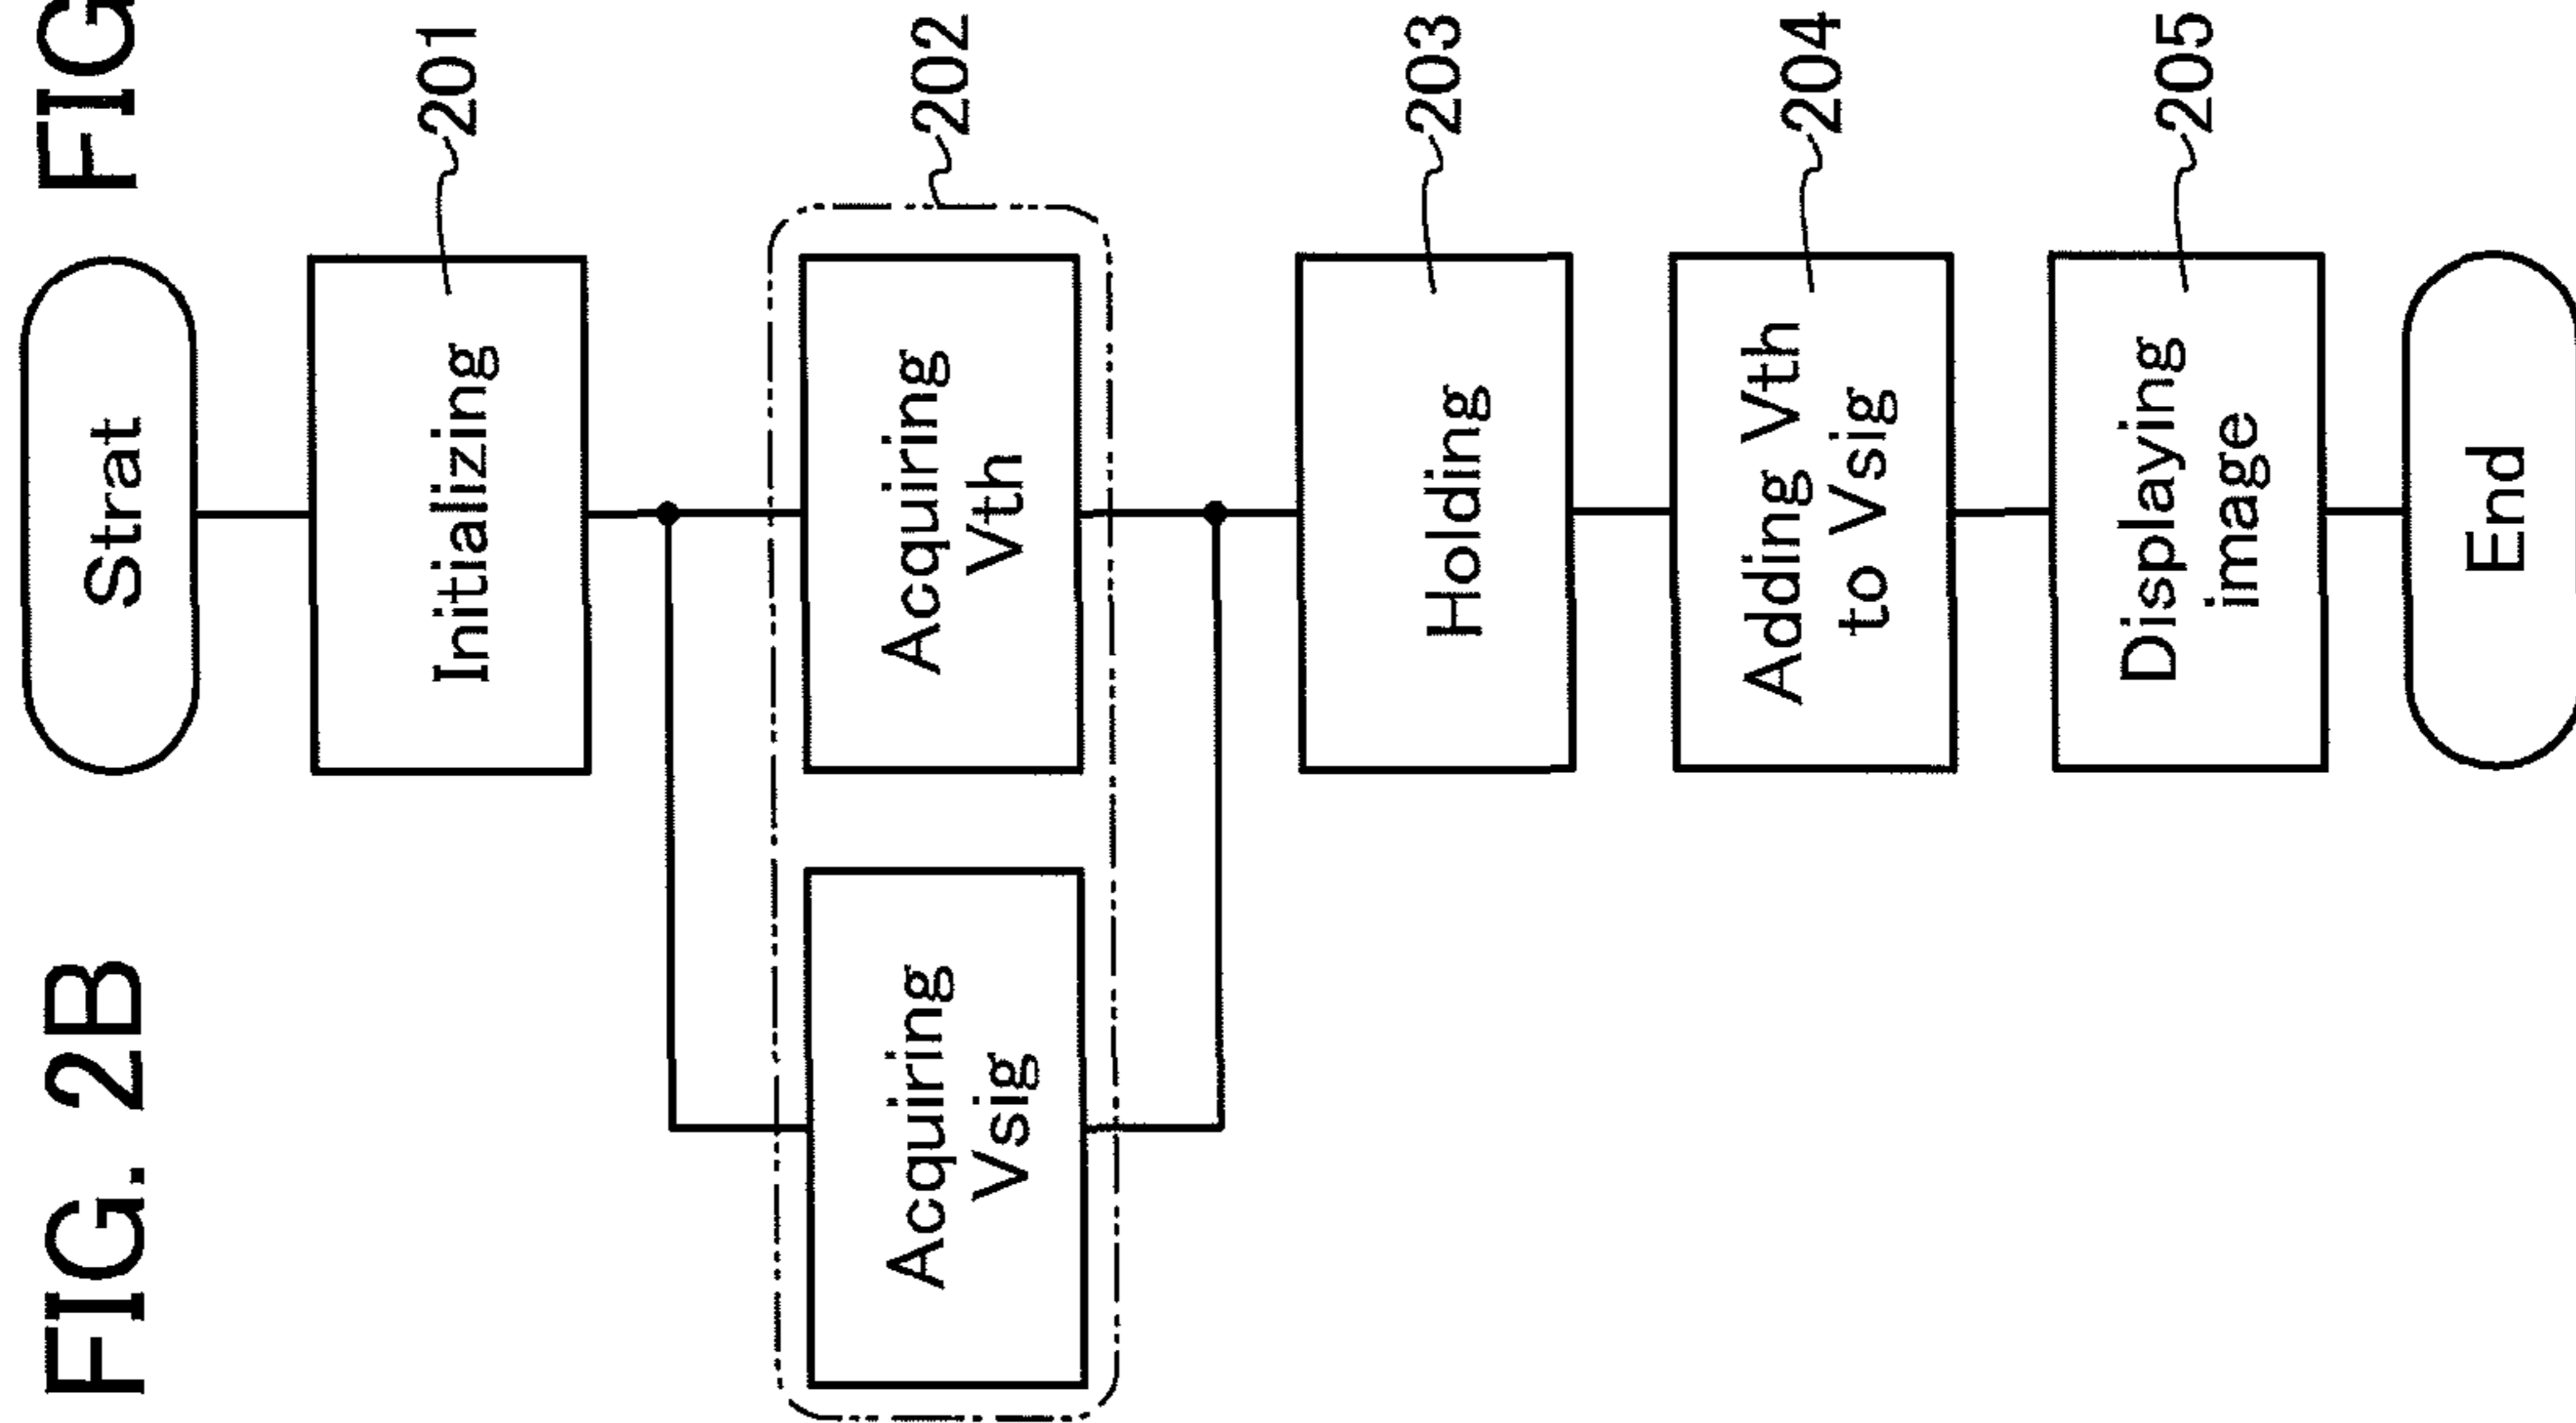 FIG. 2B
FIG
Strat
Initializing
201
Acquiring
Vsig
Acquiring
Vth
202
Holding
203
Adding Vth
to Vsig
204
Displaying
image
205
End